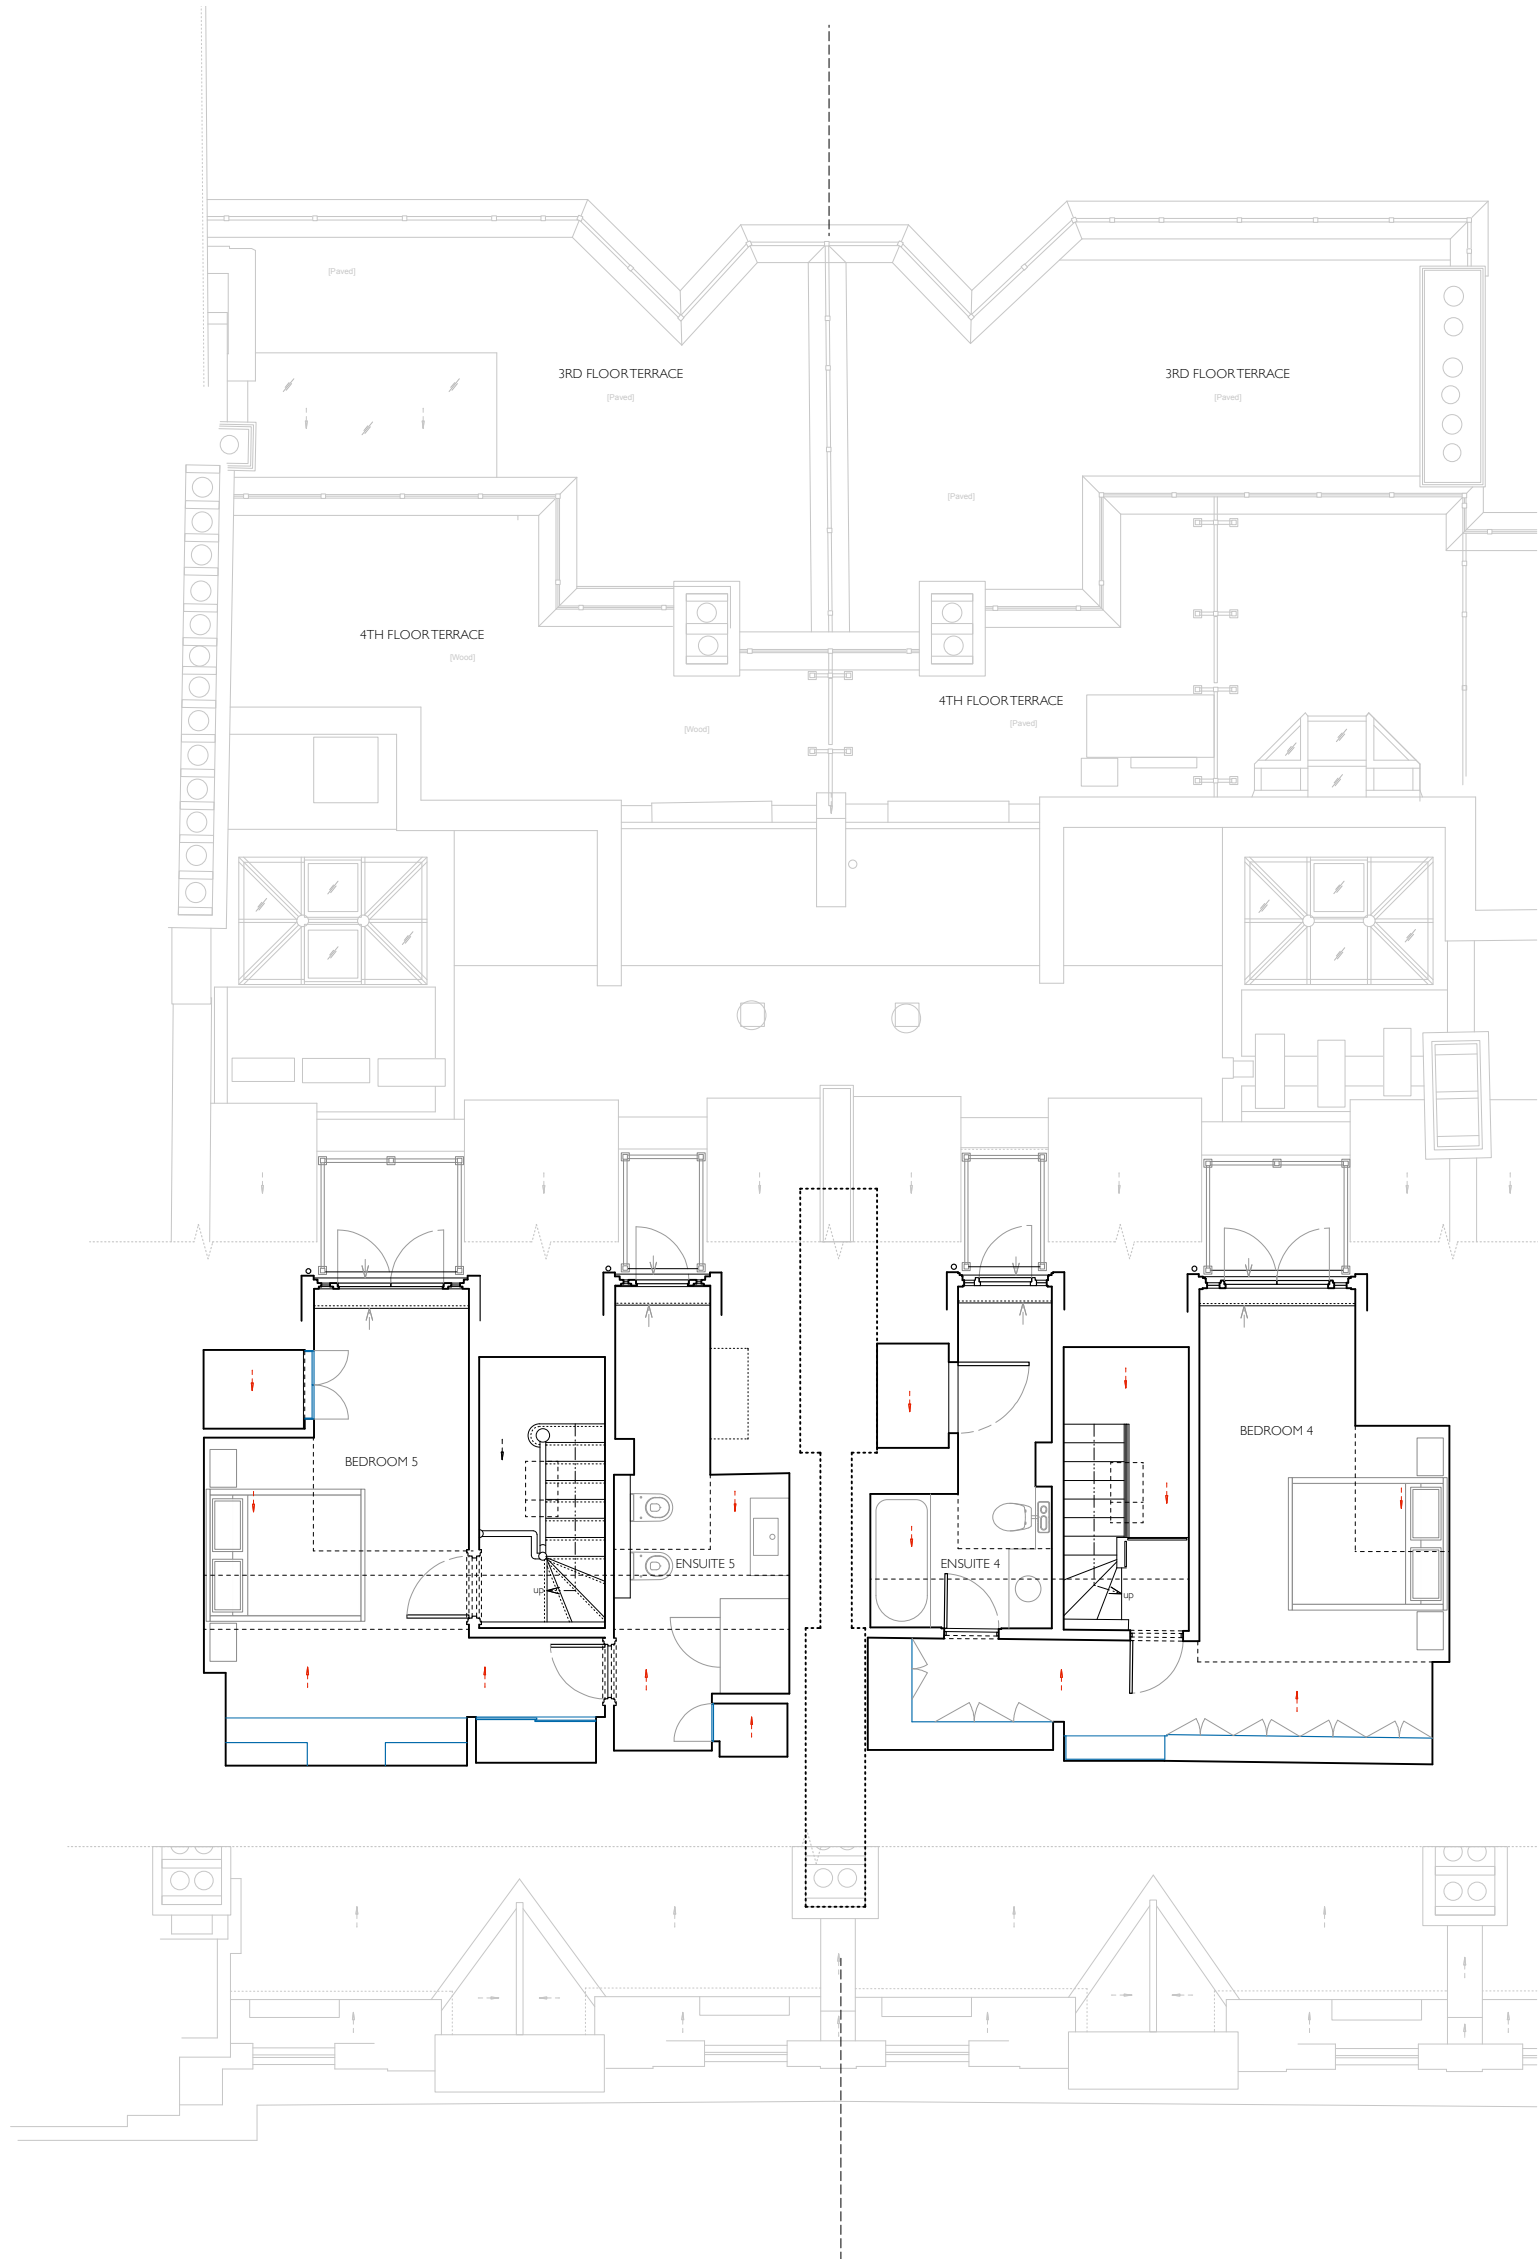 [Paved]
3RD FLOOR TERRACE
[Paved]
3RD FLOOR TERRACE
[Paved]
[Paved]
4TH FLOOR TERRACE
[Wood]
4TH FLOOR TERRACE
[Paved]
[Wood]
BEDROOM 4
BEDROOM 5
ENSUITE 5
ENSUITE 4
up
up